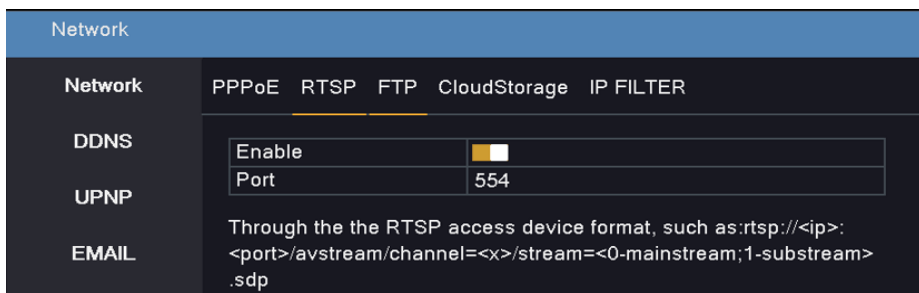 Network
Network
PPPoE RTSP FTP CloudStorage IP FILTER
DDNS
Enable
Port 554
UPNP
Through the the RTSP access device format, such as:rtsp://<ip>:
<port>/avstream/channel=<x>/stream=<0-mainstream;1-substream>
.sdp
EMAIL